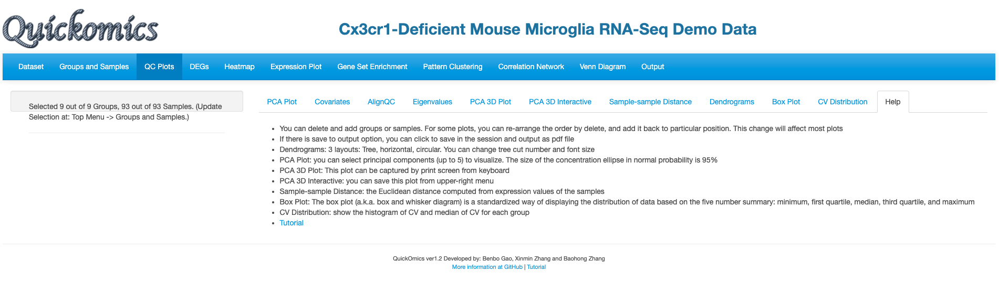 Quickomics
Cx3cr1-Deficient Mouse Microglia RNA-Seq Demo Data
Dataset Groups and Samples QC Plots DEGs Heatmap Expression Plot Gene Set Enrichment Pattern Clustering Correlation Network Venn Diagram Output
Selected 9 out of 9 Groups, 93 out of 93 Samples. (Update
Selection at: Top Menu -> Groups and Samples.)
PCA Plot Covariates AlignQC Eigenvalues PCA 3D Plot PCA 3D Interactive Sample-sample Distance Dendrograms Box Plot CV Distribution Help
• You can delete and add groups or samples. For some plots, you can re-arrange the order by delete, and add it back to particular position. This change will affect most plots
• If there is save to output option, you can click to save in the session and output as pdf file
• Dendrograms: 3 layouts: Tree, horizontal, circular. You can change tree cut number and font size
• PCA Plot: you can select principal components (up to 5) to visualize. The size of the concentration ellipse in normal probability is 95%
• PCA 3D Plot: This plot can be captured by print screen from keyboard
• PCA 3D Interactive: you can save this plot from upper-right menu
• Sample-sample Distance: the Euclidean distance computed from expression values of the samples
• Box Plot: The box plot (a.k.a. box and whisker diagram) is a standardized way of displaying the distribution of data based on the five number summary: minimum, first quartile, median, third quartile, and maximum
• CV Distribution: show the histogram of CV and median of CV for each group
• Tutorial
QuickOmics ver1.2 Developed by: Benbo Gao, Xinmin Zhang and Baohong Zhang
More information at GitHub | Tutorial